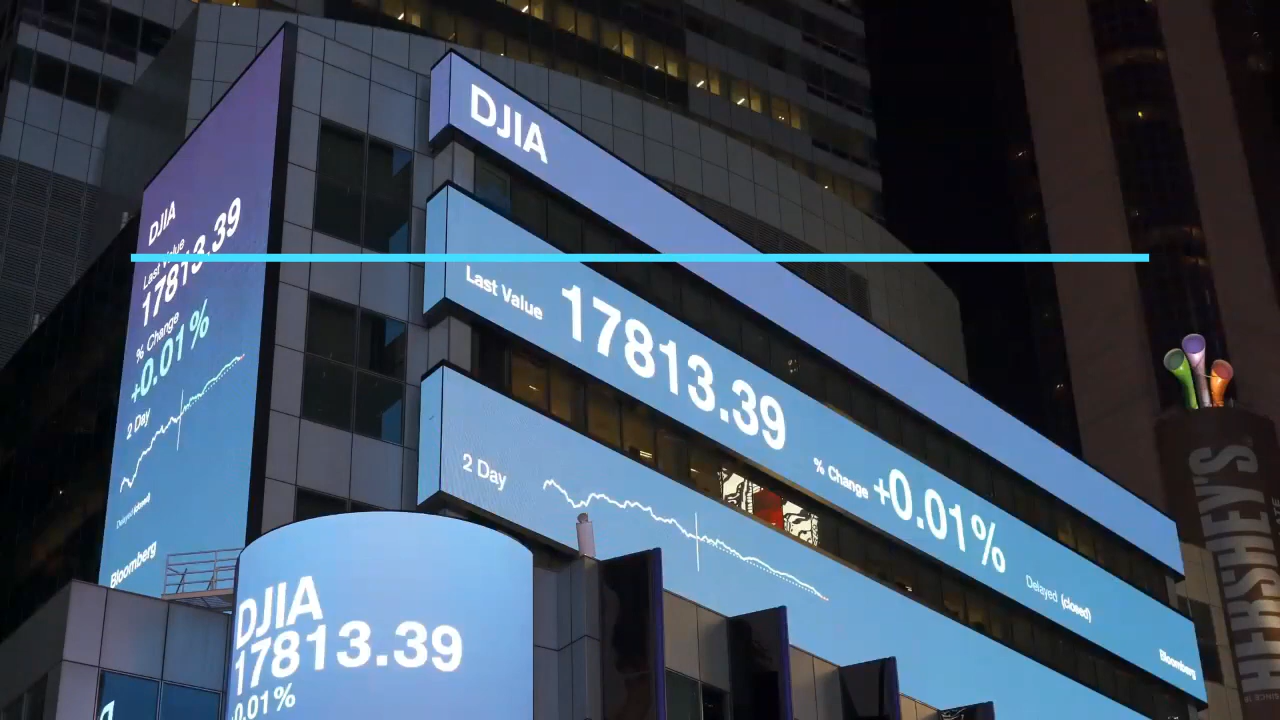 DJIA
Last Value
17813.39
% Change
+0.01%
2 Day
Delayed (closed)
Bloomberg
DJIA
Last Value
17813.39
% Change
+0.01%
Delayed (closed)
Bloomberg
2 Day
DJIA
17813.39
0.01%
HERSHEY'S